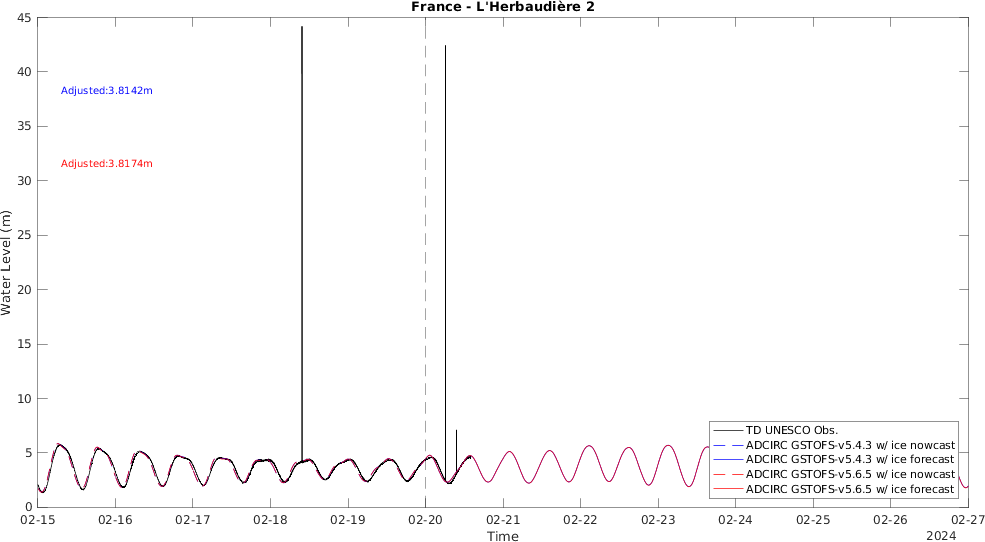 France - L'Herbaudière 2
45
40
35
30
25
20
15
10
5
0
Water Level (m)
Adjusted:3.8142m
Adjusted:3.8174m
TD UNESCO Obs.
ADCIRC GSTOFS-v5.4.3 w/ ice nowcast
ADCIRC GSTOFS-v5.4.3 w/ ice forecast
ADCIRC GSTOFS-v5.6.5 w/ ice nowcast
ADCIRC GSTOFS-v5.6.5 w/ ice forecast
02-15 02-16 02-17 02-18 02-19 02-20 02-21 02-22 02-23 02-24 02-25 02-26 02-27
Time
2024